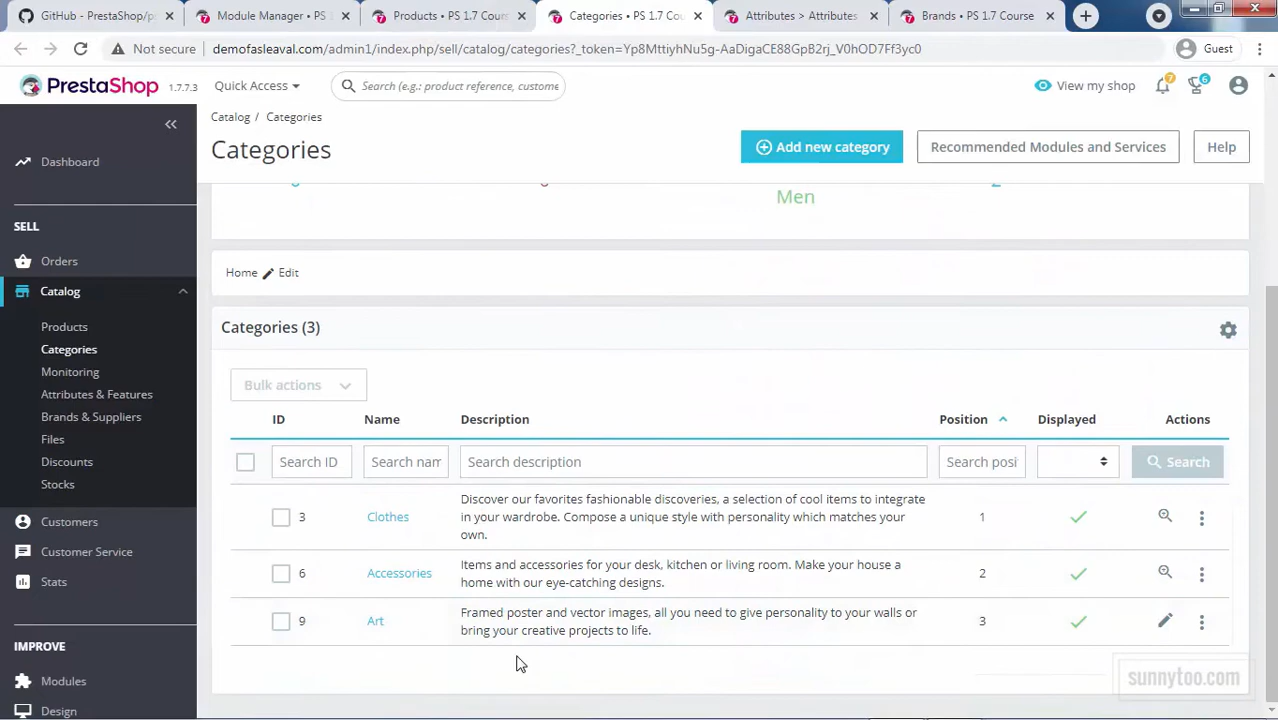 GitHub - PrestaShop/p
Module Manager • PS 1
Products • PS 1.7 Cour
Categories • PS 1.7 Co
Attributes > Attributes
Brands • PS 1.7 Course
Not secure
demofasleaval.com/admin1/index.php/sell/catalog/categories?_token=Yp8MttiyhNu5g-AaDigaCE88GpB2rj_V0hOD7Ff3yc0
Guest
PrestaShop 1.7.7.3
Quick Access
Search (e.g.: product reference, custome
View my shop
7
6
Catalog / Categories
Categories
Add new category
Recommended Modules and Services
Help
Dashboard
SELL
Orders
Catalog
Products
Categories
Monitoring
Attributes & Features
Brands & Suppliers
Files
Discounts
Stocks
Customers
Customer Service
Stats
IMPROVE
Modules
Design
Men
Home Edit
Categories (3)
Bulk actions
ID Name Description Position Displayed Actions
Search ID Search nam Search description Search posi Search
3 Clothes Discover our favorites fashionable discoveries, a selection of cool items to integrate
in your wardrobe. Compose a unique style with personality which matches your
own. 1
6 Accessories Items and accessories for your desk, kitchen or living room. Make your house a
home with our eye-catching designs. 2
9 Art Framed poster and vector images, all you need to give personality to your walls or
bring your creative projects to life. 3
sunnytoo.com